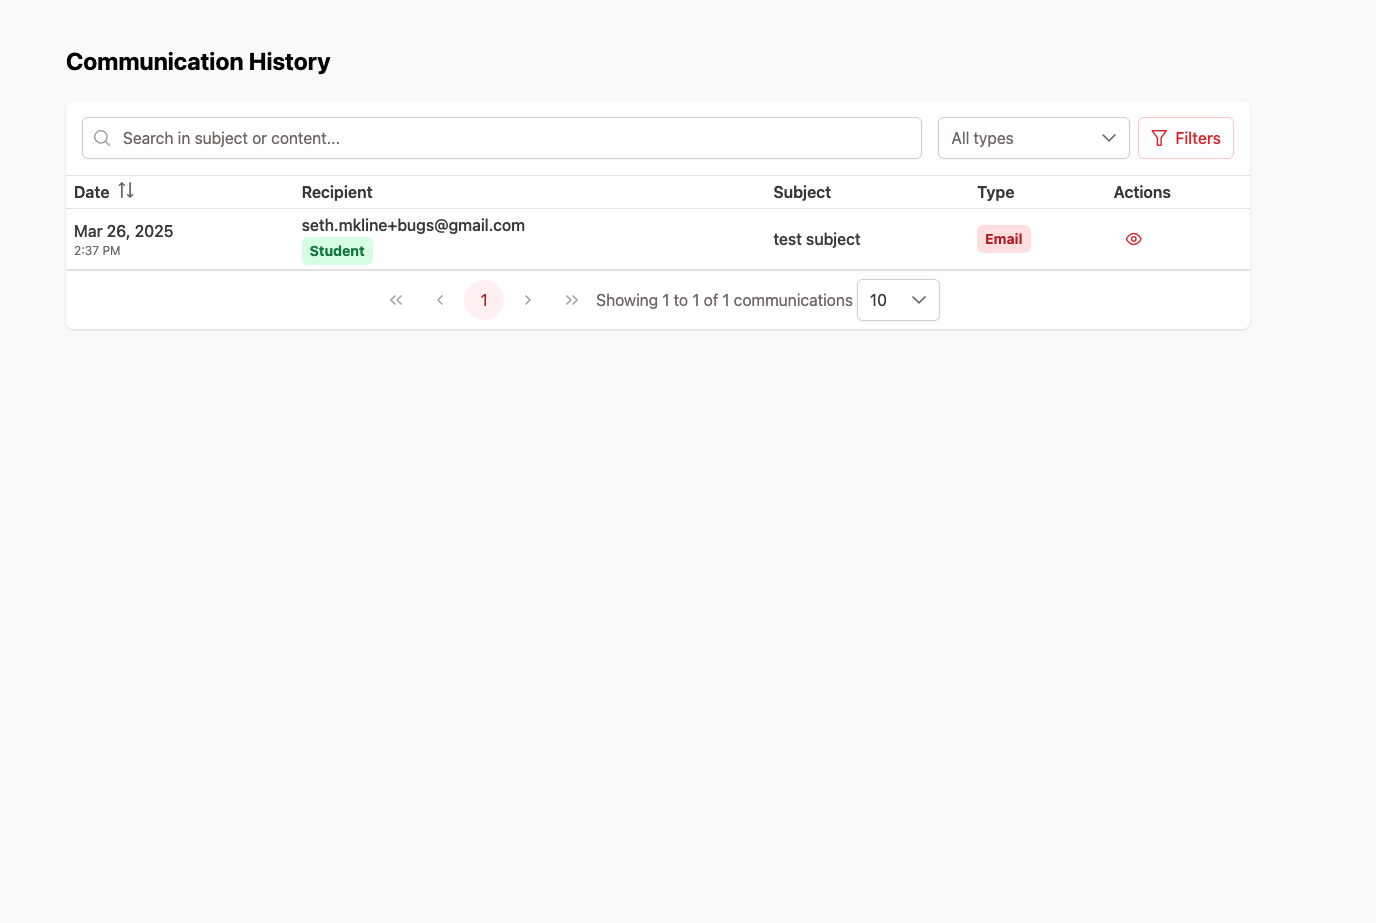 Communication History
Search in subject or content...
All types
Filters
Date Recipient Subject Type Actions
Mar 26, 2025
2:37 PM
seth.mkline+bugs@gmail.com
Student
test subject
Email
1
Showing 1 to 1 of 1 communications
10